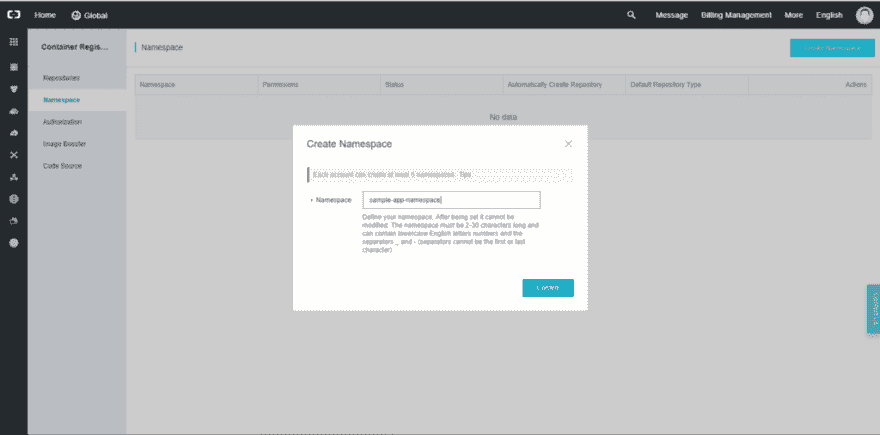 Home
Global
Message
Billing Management
More
English
Container Regis...
Namespace
Repositories
Namespace
Authorization
Image Booster
Code Source
Namespace
Permissions
Status
Automatically Create Repository
Default Repository Type
Actions
No data
Create Namespace
Each account can create at most 5 namespaces. Tips
Namespace
sample-app-namespace
Define your namespace. After being set it cannot be
modified. The namespace must be 2-30 characters long and
can contain lowercase English letters numbers and the
separators _ and - (separators cannot be the first or last
character)
Confirm